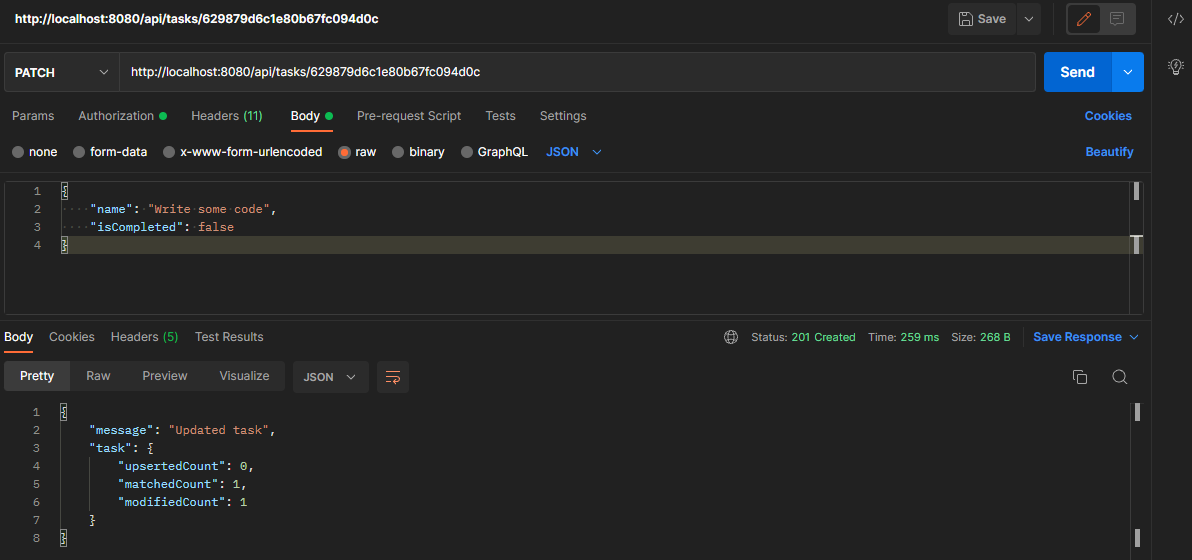 http://localhost:8080/api/tasks/629879d6c1e80b67fc094d0c Save
PATCH http://localhost:8080/api/tasks/629879d6c1e80b67fc094d0c Send
Params Authorization Headers (11) Body Pre-request Script Tests Settings Cookies
none form-data x-www-form-urlencoded raw binary GraphQL JSON Beautify
1 {
2 "name": "Write some code",
3 "isCompleted": false
4 }
Body Cookies Headers (5) Test Results Status: 201 Created Time: 259 ms Size: 268 B Save Response
Pretty Raw Preview Visualize JSON
1 {
2 "message": "Updated task",
3 "task": {
4 "upsertedCount": 0,
5 "matchedCount": 1,
6 "modifiedCount": 1
7 }
8 }